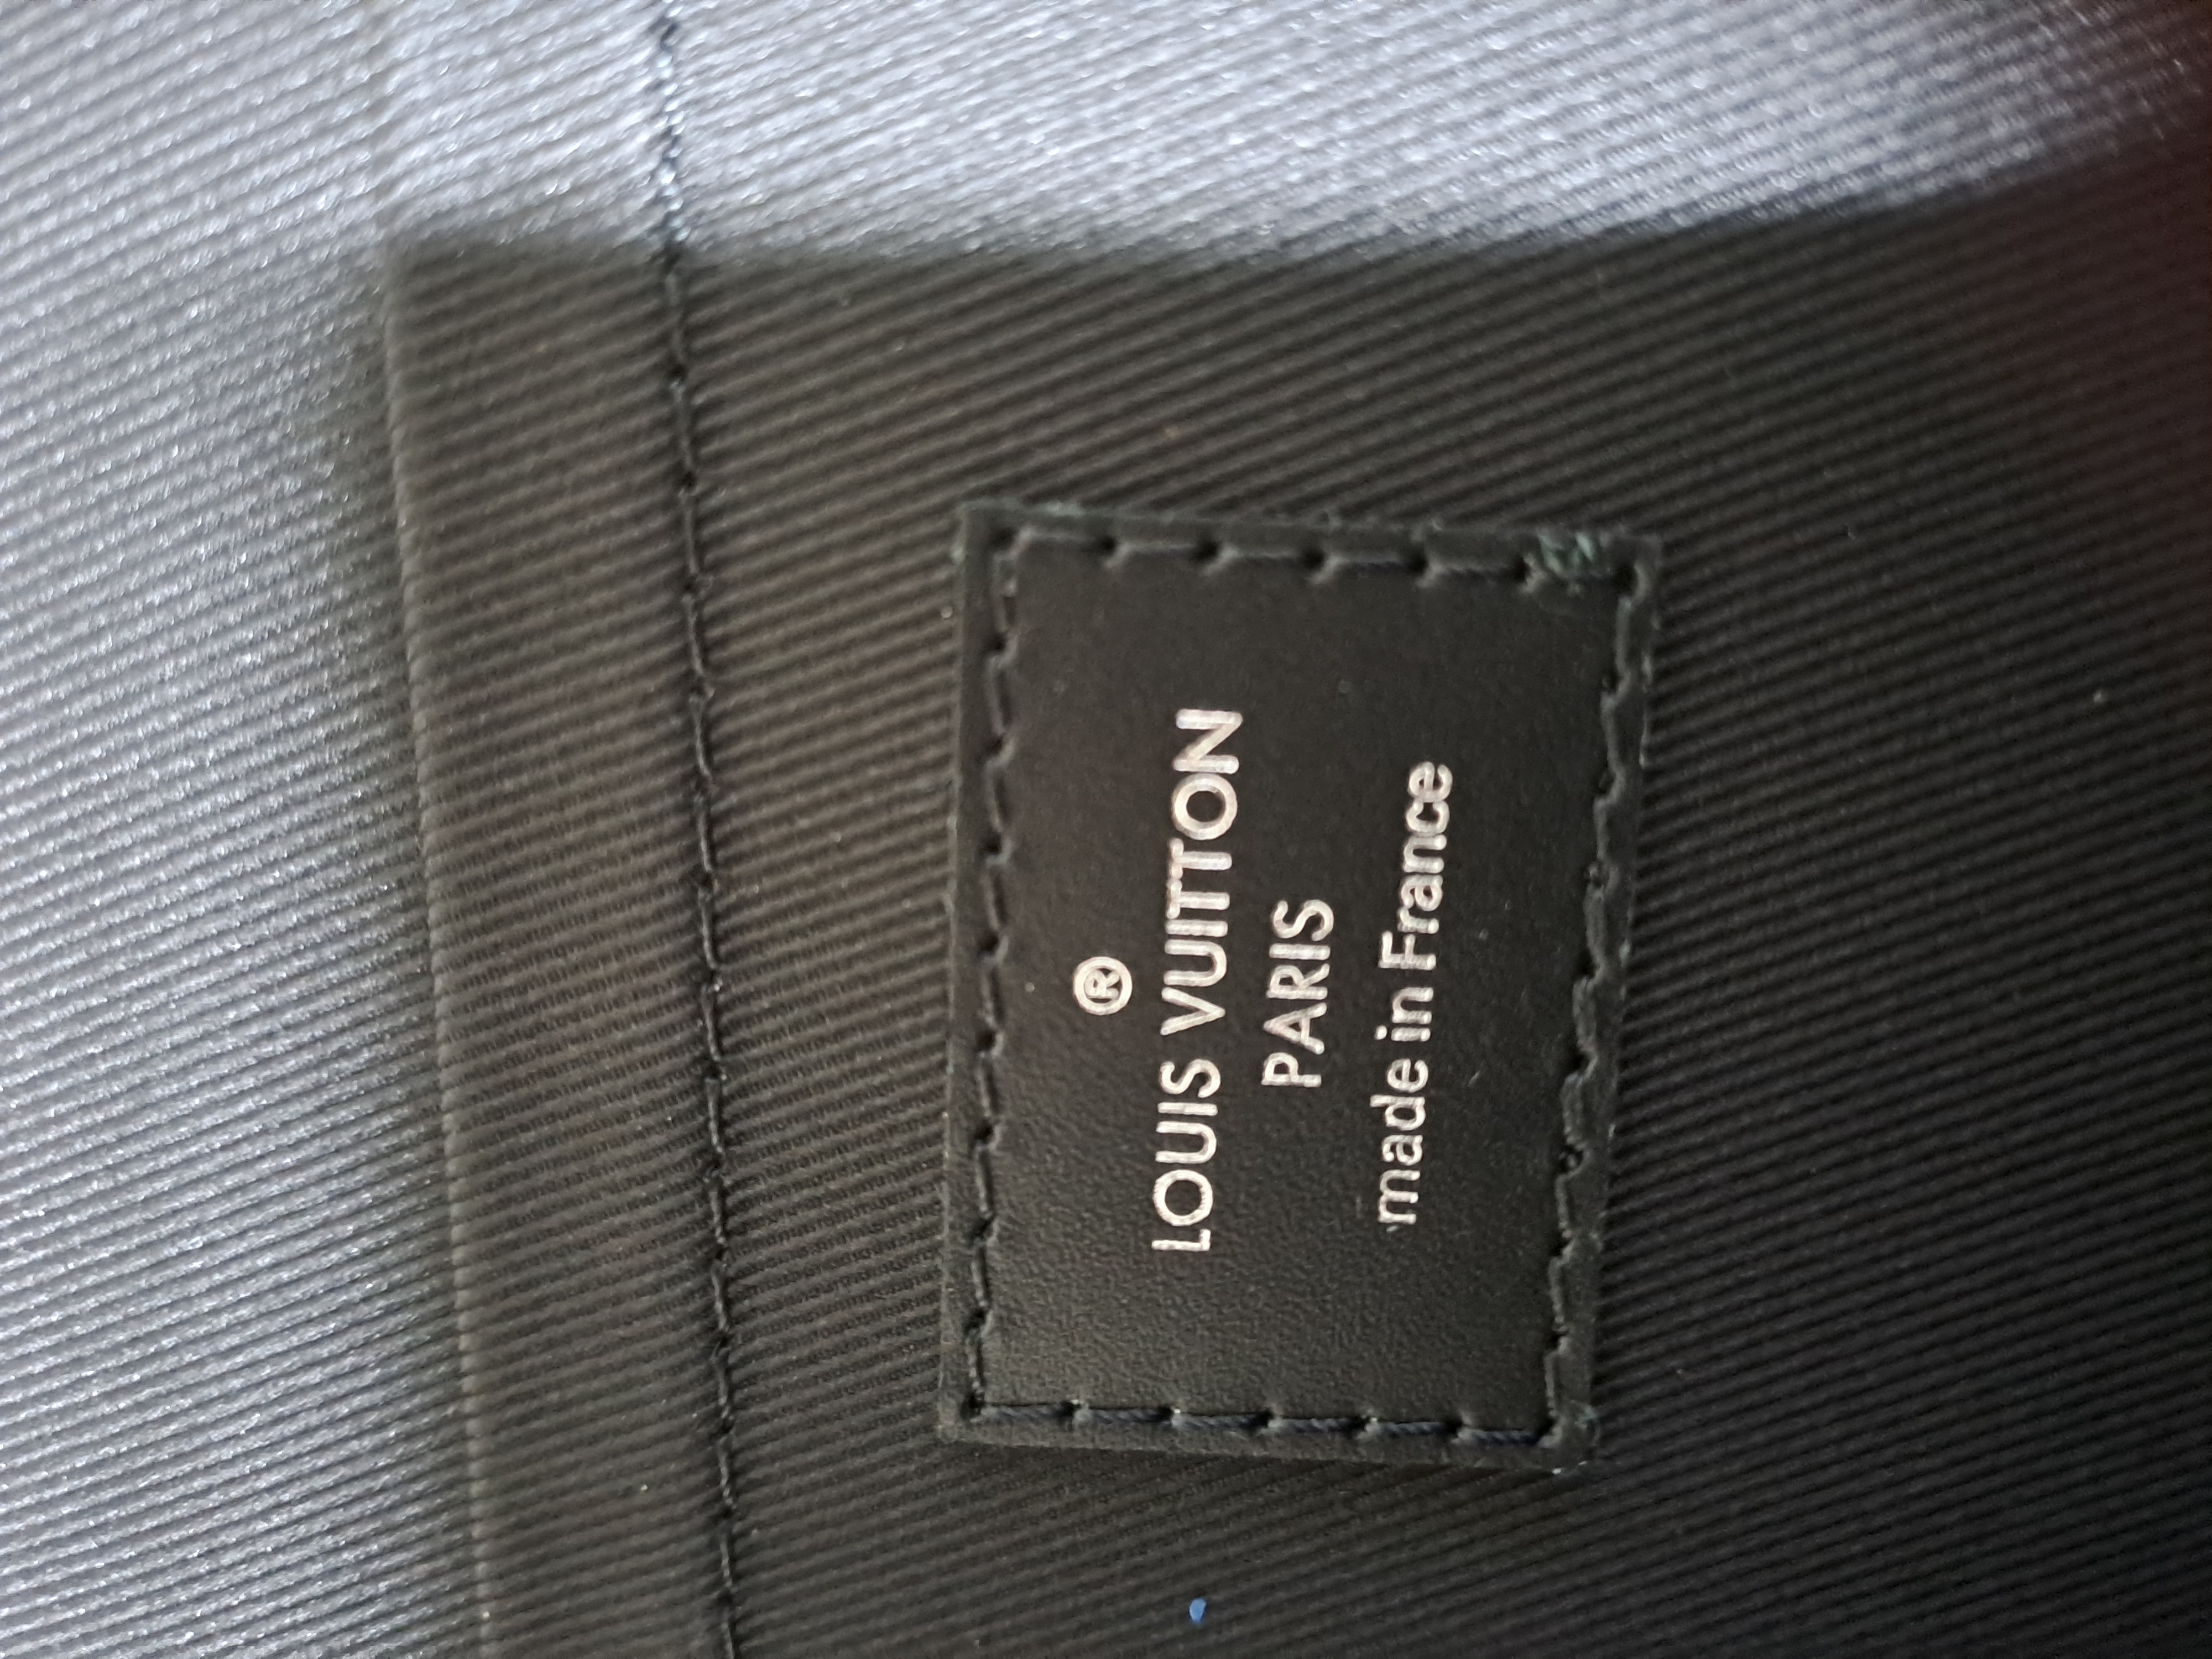 ®
LOUIS VUITTON
PARIS
made in France